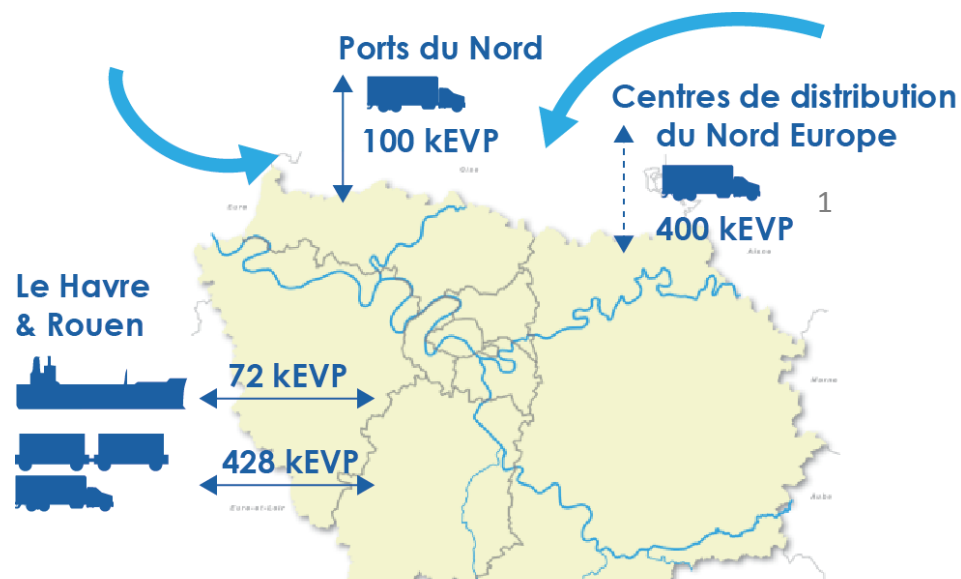 Ports du Nord
100 kEVP
Centres de distribution
du Nord Europe
400 kEVP
1
Oise
Eure
Aisne
Le Havre
& Rouen
72 kEVP
428 kEVP
Marne
Eure-et-Loir
Aube